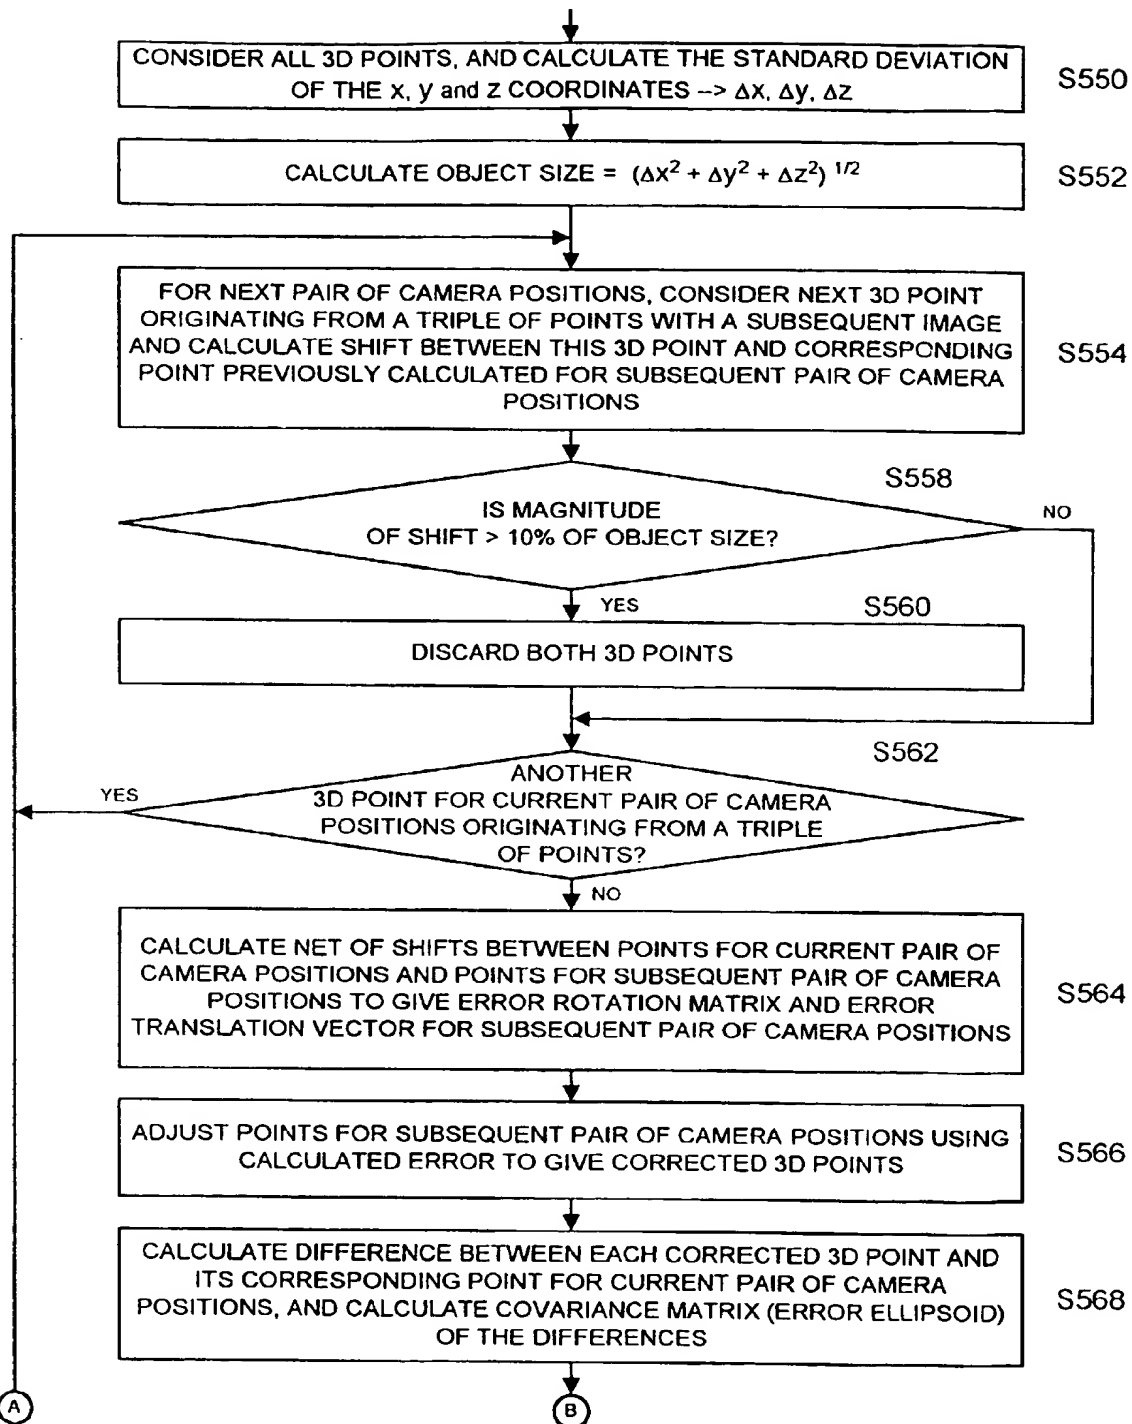 CONSIDER ALL 3D POINTS, AND CALCULATE THE STANDARD DEVIATION
OF THE x, y and z COORDINATES --> Δx, Δy, Δz
S550
CALCULATE OBJECT SIZE = (Δx² + Δy² + Δz²) ^1/2
S552
FOR NEXT PAIR OF CAMERA POSITIONS, CONSIDER NEXT 3D POINT
ORIGINATING FROM A TRIPLE OF POINTS WITH A SUBSEQUENT IMAGE
AND CALCULATE SHIFT BETWEEN THIS 3D POINT AND CORRESPONDING
POINT PREVIOUSLY CALCULATED FOR SUBSEQUENT PAIR OF CAMERA
POSITIONS
S554
S558
IS MAGNITUDE
OF SHIFT > 10% OF OBJECT SIZE?
NO
YES
S560
DISCARD BOTH 3D POINTS
S562
ANOTHER
3D POINT FOR CURRENT PAIR OF CAMERA
POSITIONS ORIGINATING FROM A TRIPLE
OF POINTS?
YES
NO
CALCULATE NET OF SHIFTS BETWEEN POINTS FOR CURRENT PAIR OF
CAMERA POSITIONS AND POINTS FOR SUBSEQUENT PAIR OF CAMERA
POSITIONS TO GIVE ERROR ROTATION MATRIX AND ERROR
TRANSLATION VECTOR FOR SUBSEQUENT PAIR OF CAMERA POSITIONS
S564
ADJUST POINTS FOR SUBSEQUENT PAIR OF CAMERA POSITIONS USING
CALCULATED ERROR TO GIVE CORRECTED 3D POINTS
S566
CALCULATE DIFFERENCE BETWEEN EACH CORRECTED 3D POINT AND
ITS CORRESPONDING POINT FOR CURRENT PAIR OF CAMERA
POSITIONS, AND CALCULATE COVARIANCE MATRIX (ERROR ELLIPSOID)
OF THE DIFFERENCES
S568
A
B